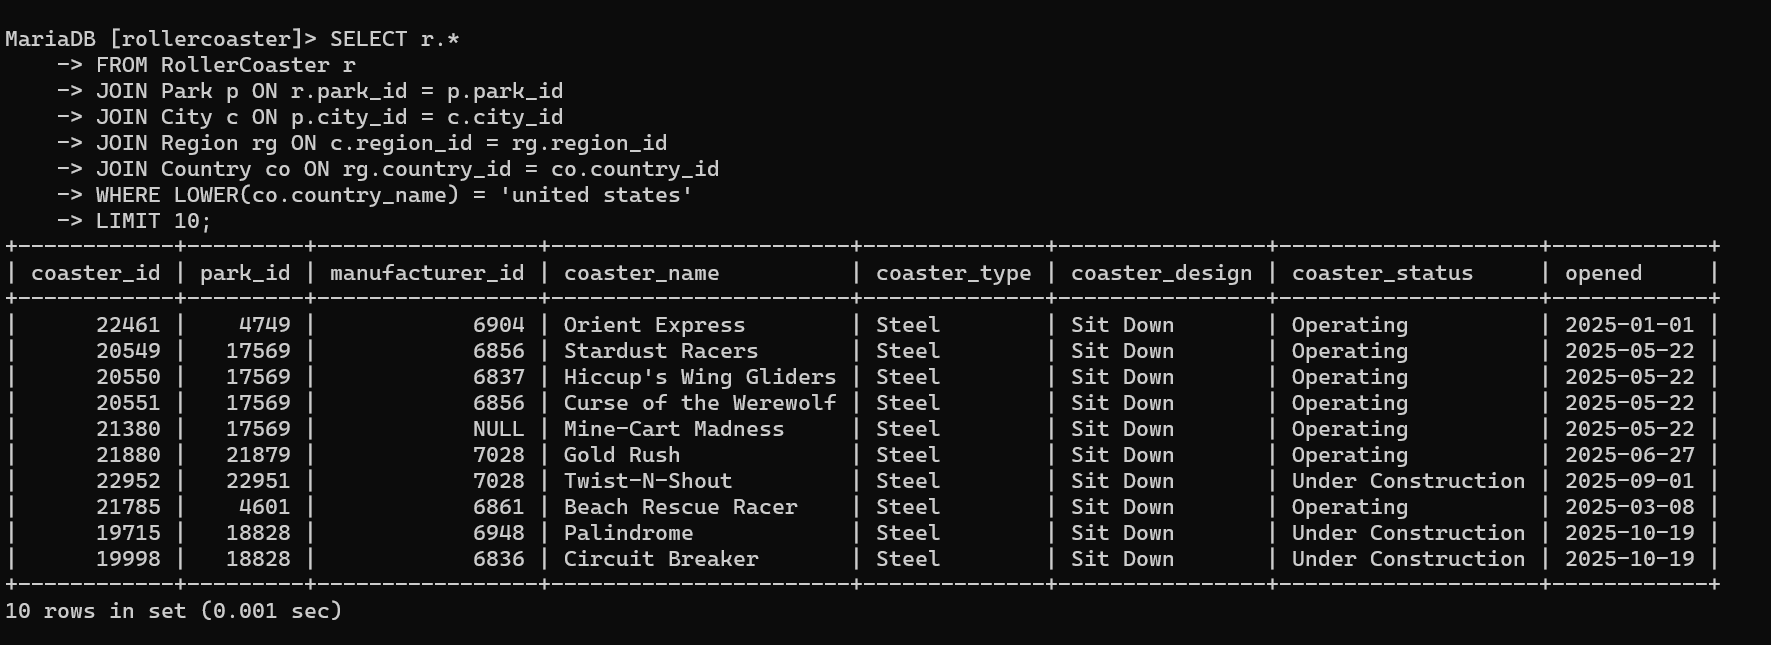 MariaDB [rollercoaster]> SELECT r.*
    -> FROM RollerCoaster r
    -> JOIN Park p ON r.park_id = p.park_id
    -> JOIN City c ON p.city_id = c.city_id
    -> JOIN Region rg ON c.region_id = rg.region_id
    -> JOIN Country co ON rg.country_id = co.country_id
    -> WHERE LOWER(co.country_name) = 'united states'
    -> LIMIT 10;
+------------+---------+-----------------+-----------------------+--------------+----------------+--------------------+------------+
| coaster_id | park_id | manufacturer_id | coaster_name          | coaster_type | coaster_design | coaster_status     | opened     |
+------------+---------+-----------------+-----------------------+--------------+----------------+--------------------+------------+
|      22461 |    4749 |            6904 | Orient Express        | Steel        | Sit Down       | Operating          | 2025-01-01 |
|      20549 |   17569 |            6856 | Stardust Racers       | Steel        | Sit Down       | Operating          | 2025-05-22 |
|      20550 |   17569 |            6837 | Hiccup's Wing Gliders | Steel        | Sit Down       | Operating          | 2025-05-22 |
|      20551 |   17569 |            6856 | Curse of the Werewolf | Steel        | Sit Down       | Operating          | 2025-05-22 |
|      21380 |   17569 |            NULL | Mine-Cart Madness     | Steel        | Sit Down       | Operating          | 2025-05-22 |
|      21880 |   21879 |            7028 | Gold Rush             | Steel        | Sit Down       | Operating          | 2025-06-27 |
|      22952 |   22951 |            7028 | Twist-N-Shout         | Steel        | Sit Down       | Under Construction | 2025-09-01 |
|      21785 |    4601 |            6861 | Beach Rescue Racer    | Steel        | Sit Down       | Operating          | 2025-03-08 |
|      19715 |   18828 |            6948 | Palindrome            | Steel        | Sit Down       | Under Construction | 2025-10-19 |
|      19998 |   18828 |            6836 | Circuit Breaker       | Steel        | Sit Down       | Under Construction | 2025-10-19 |
+------------+---------+-----------------+-----------------------+--------------+----------------+--------------------+------------+
10 rows in set (0.001 sec)